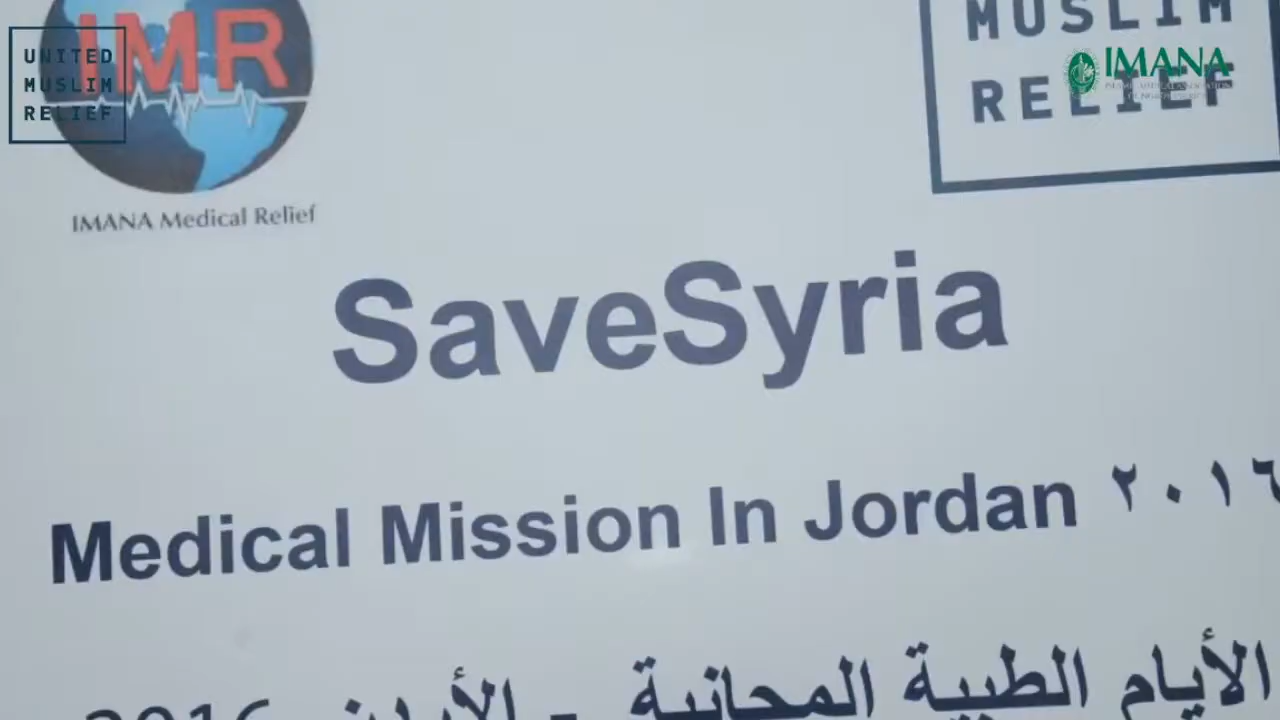 UNITED
MUSLIM
RELIEF
IMR
IMANA Medical Relief
MUSLIM
RELIEF
IMANA
SaveSyria
Medical Mission In Jordan ٢٠١٦
الأيام الطبية المجانية - الأردن 2016